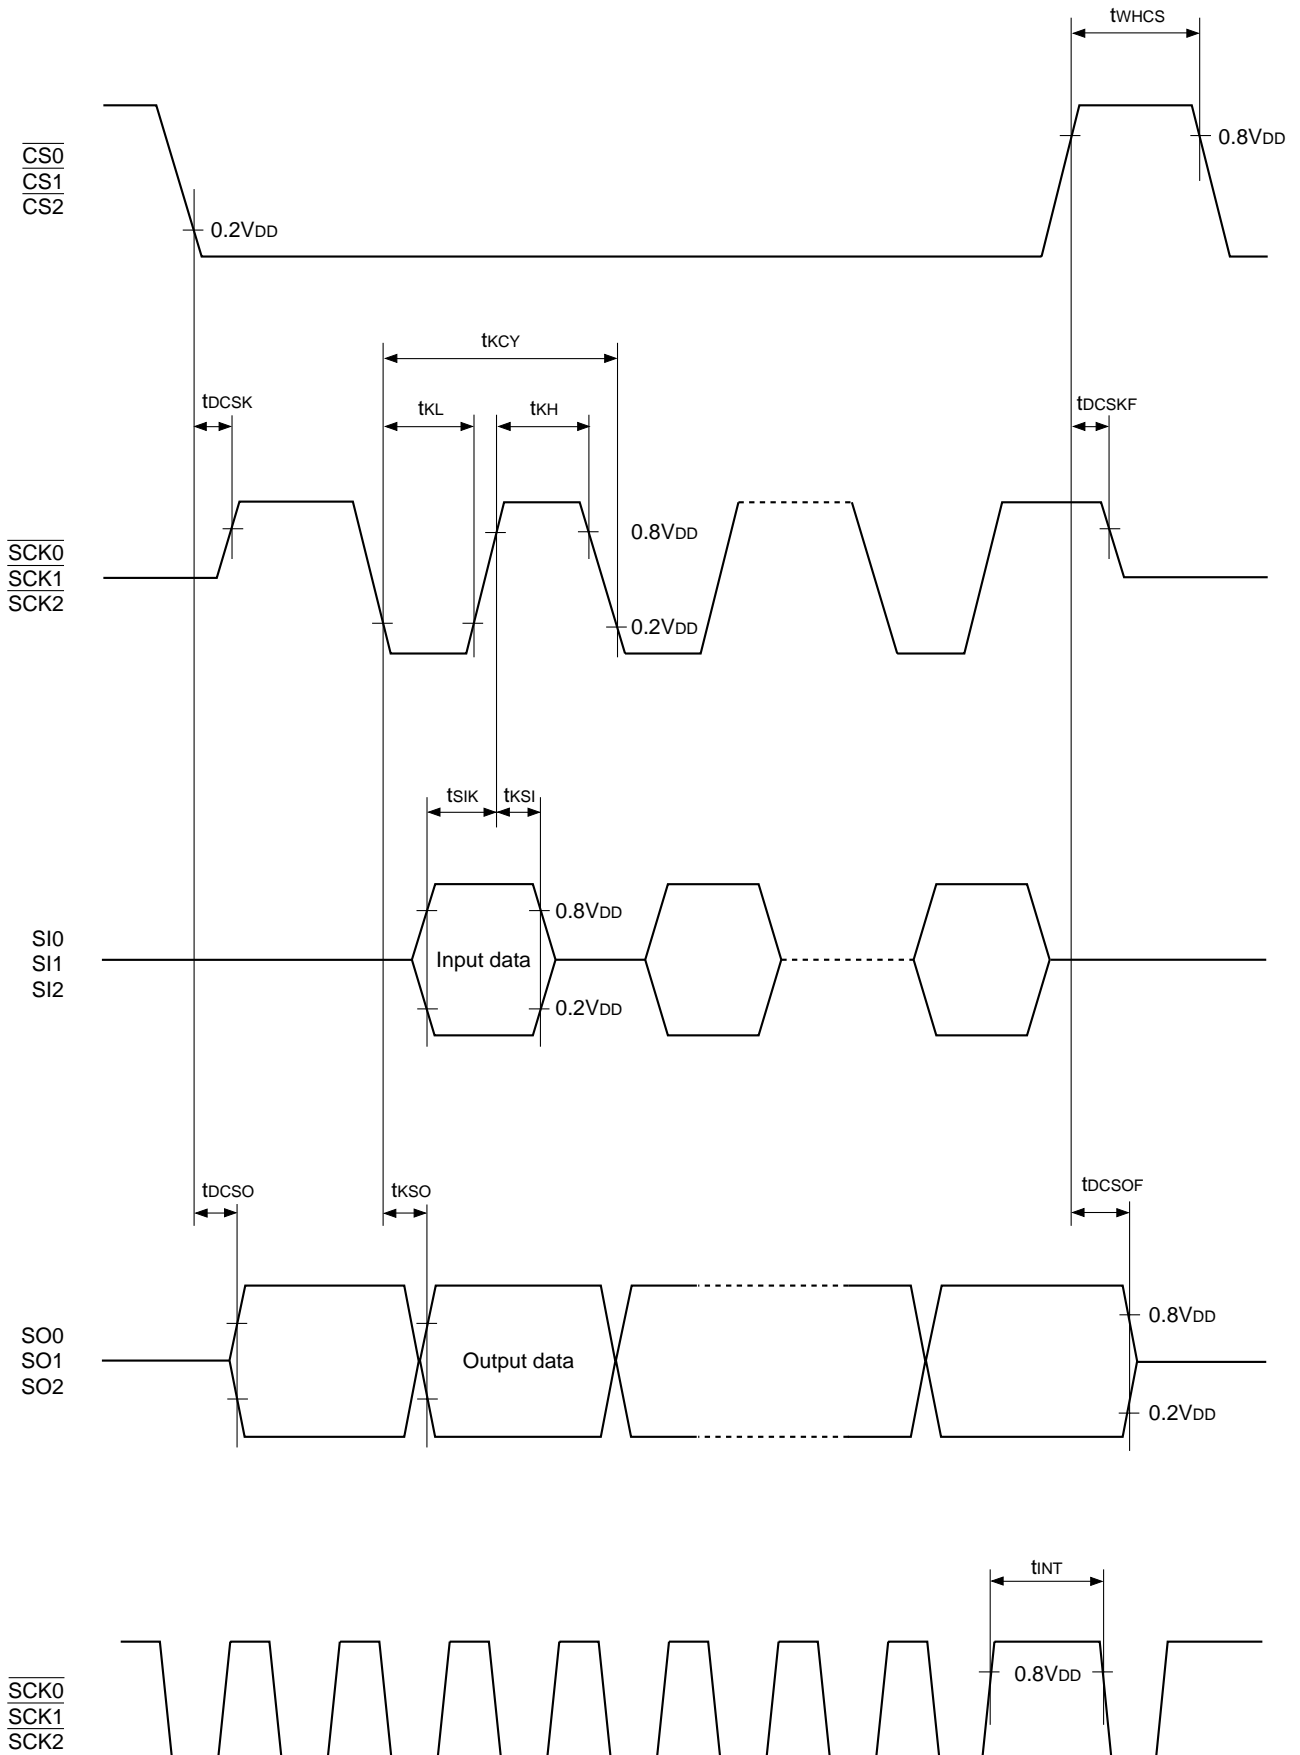 tWHCS
CS0
CS1
CS2
0.8VDD
0.2VDD
tKCY
tDCSK
tKL
tKH
tDCSKF
SCK0
SCK1
SCK2
0.8VDD
0.2VDD
tSIK
tKSI
SI0
SI1
SI2
0.8VDD
Input data
0.2VDD
tDCSO
tKSO
tDCSOF
SO0
SO1
SO2
0.8VDD
Output data
0.2VDD
tINT
0.8VDD
SCK0
SCK1
SCK2